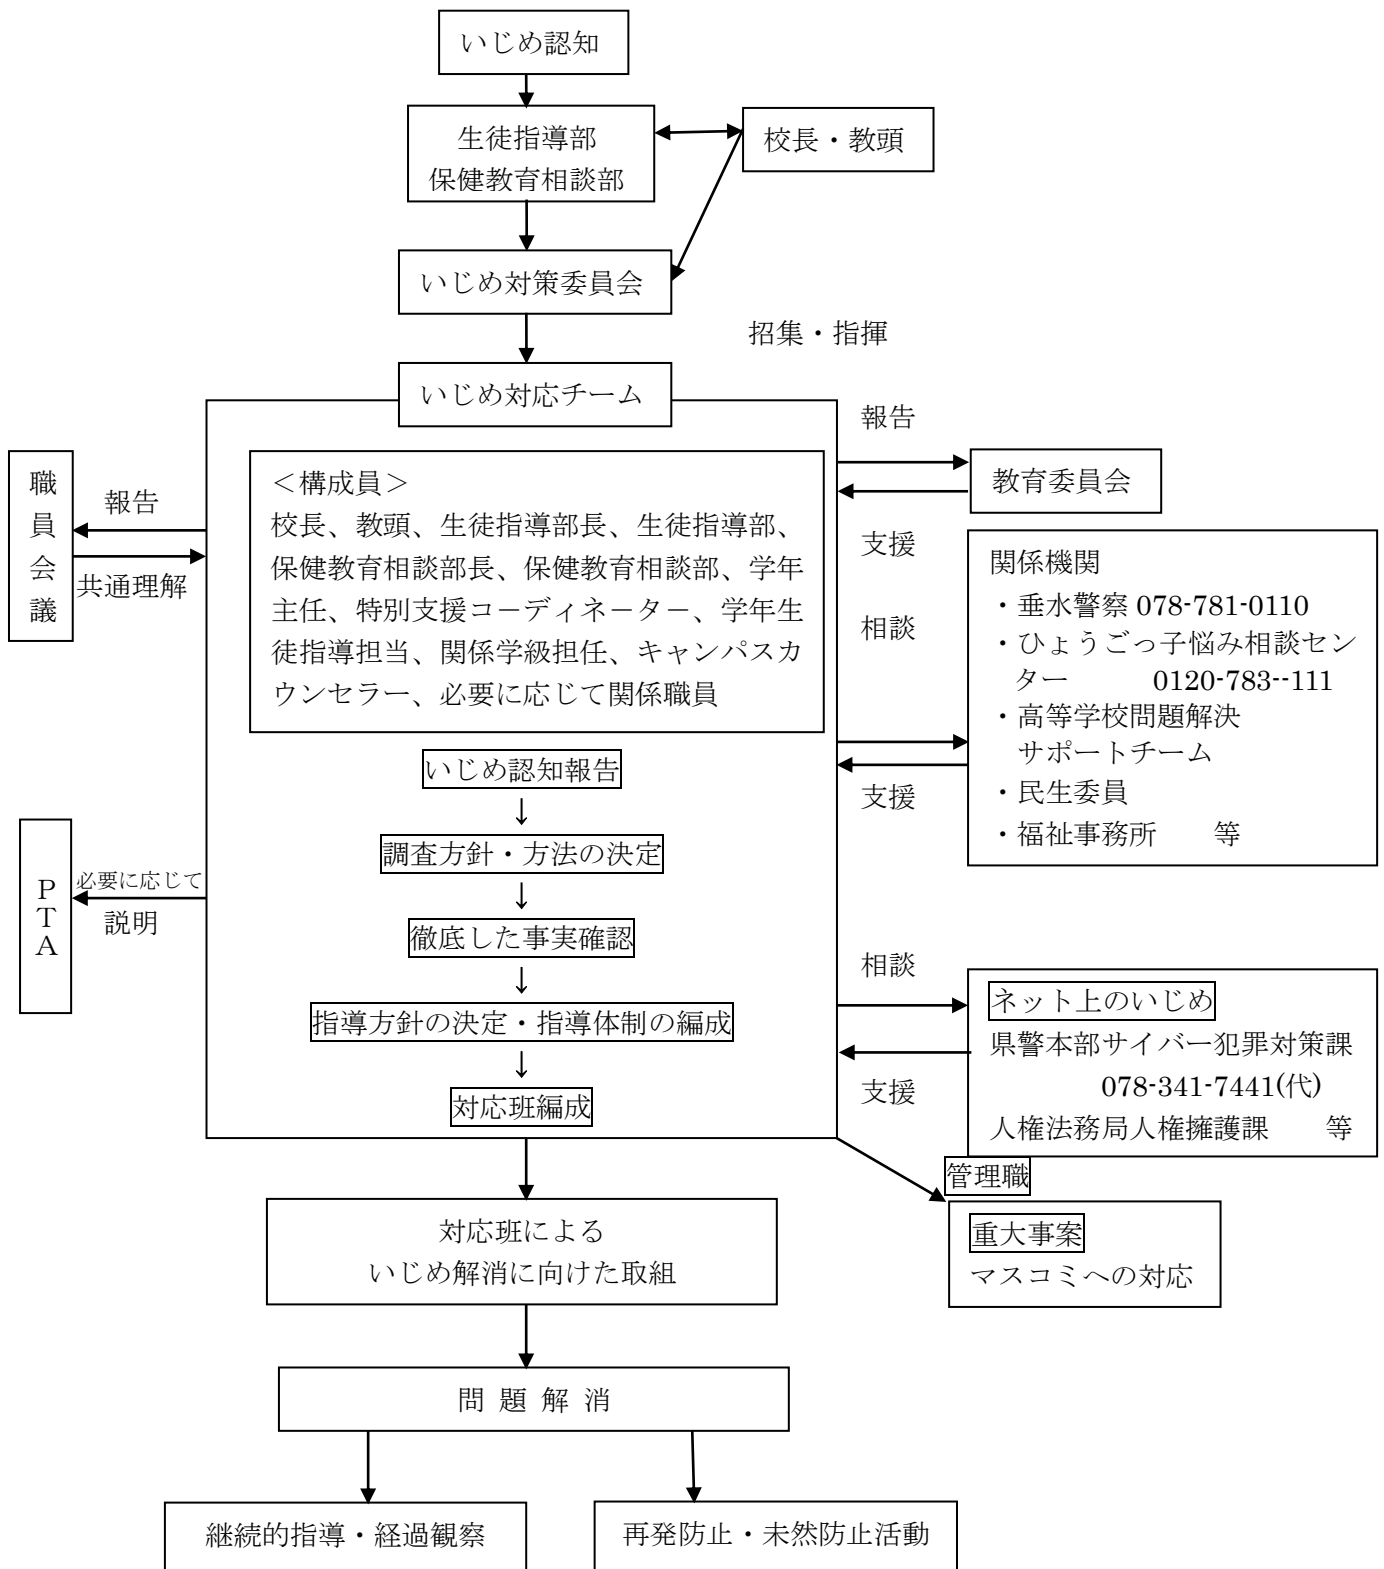 いじめ認知
生徒指導部
保健教育相談部
校長・教頭
いじめ対策委員会
招集・指揮
いじめ対応チーム
＜構成員＞
校長、教頭、生徒指導部長、生徒指導部、
保健教育相談部長、保健教育相談部、学年
主任、特別支援コーディネーター、学年生
徒指導担当、関係学級担任、キャンパスカ
ウンセラー、必要に応じて関係職員
いじめ認知報告
↓
調査方針・方法の決定
↓
徹底した事実確認
↓
指導方針の決定・指導体制の編成
↓
対応班編成
職員会議
報告
共通理解
PTA
必要に応じて
説明
報告
教育委員会
支援
相談
関係機関
・垂水警察 078-781-0110
・ひょうごっ子悩み相談セン
ター 0120-783--111
・高等学校問題解決
サポートチーム
・民生委員
・福祉事務所 等
支援
相談
ネット上のいじめ
県警本部サイバー犯罪対策課
078-341-7441(代)
人権法務局人権擁護課 等
支援
管理職
重大事案
マスコミへの対応
対応班による
いじめ解消に向けた取組
問 題 解 消
継続的指導・経過観察
再発防止・未然防止活動